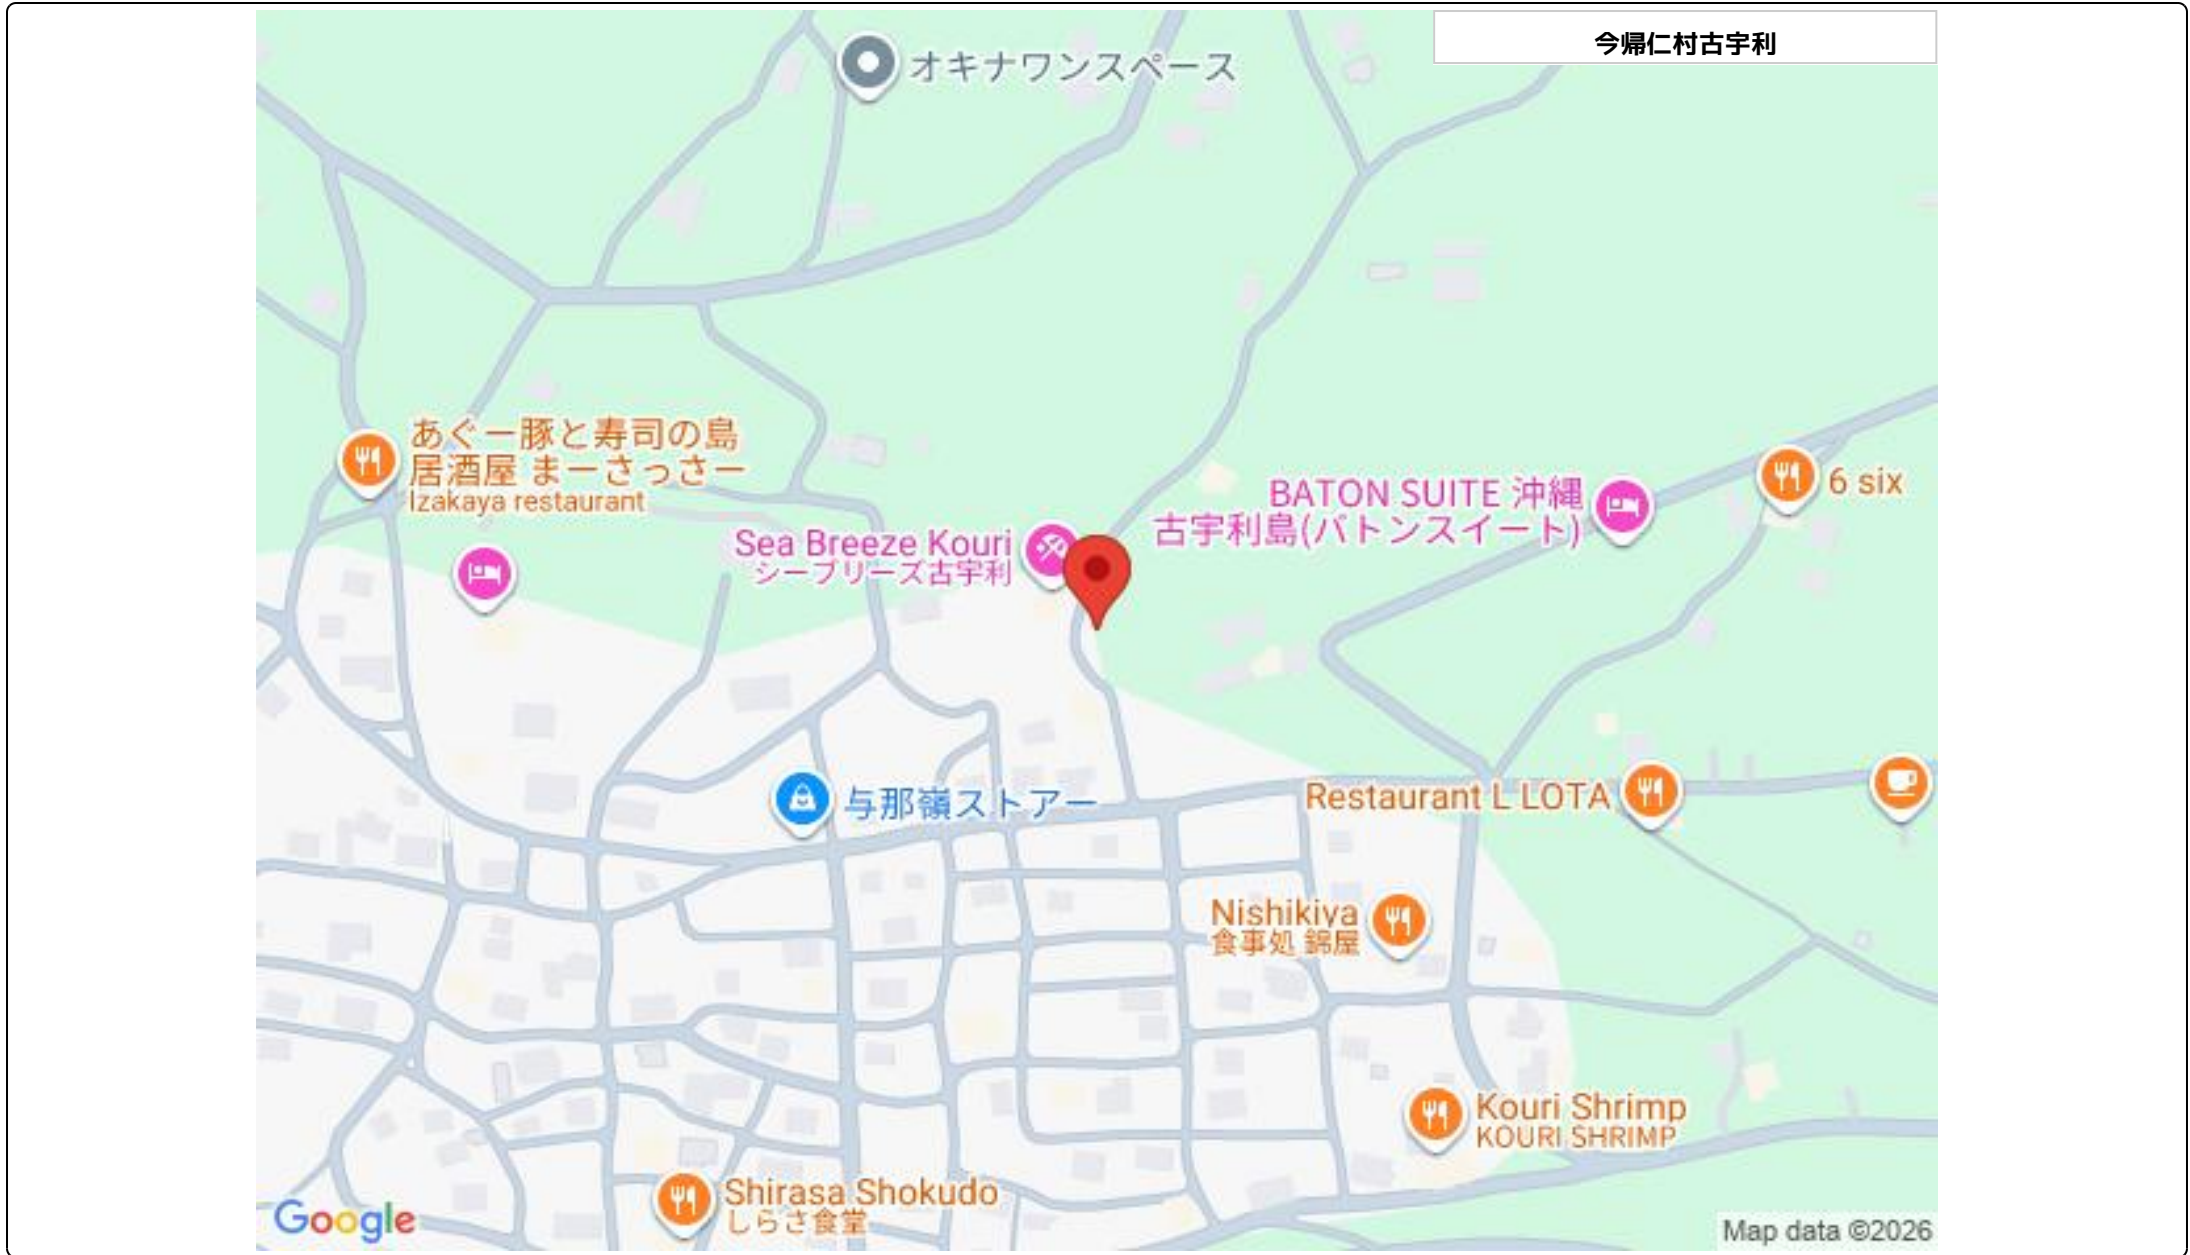 今帰仁村古宇利
オキナワンスペース
あぐー豚と寿司の島
居酒屋 まーさっさー
Izakaya restaurant
BATON SUITE 沖縄
古宇利島(バトンスイート)
6 six
Sea Breeze Kouri
シーブリーズ古宇利
与那嶺ストアー
Restaurant L LOTA
Nishikiya
食事処 錦屋
Kouri Shrimp
KOURI SHRIMP
Shirasa Shokudo
しらさ食堂
Google
Map data ©2026